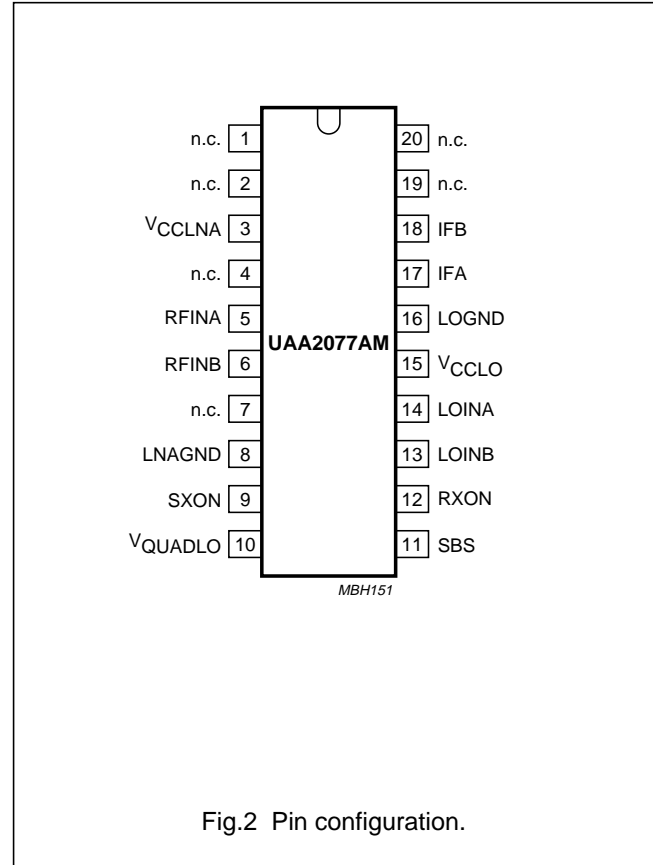 n.c. 1 20 n.c.
n.c. 2 19 n.c.
VCCLNA 3 18 IFB
n.c. 4 17 IFA
RFINA 5 16 LOGND
UAA2077AM
RFINB 6 15 VCCLO
n.c. 7 14 LOINA
LNAGND 8 13 LOINB
SXON 9 12 RXON
VQUADLO 10 11 SBS
MBH151
Fig.2 Pin configuration.